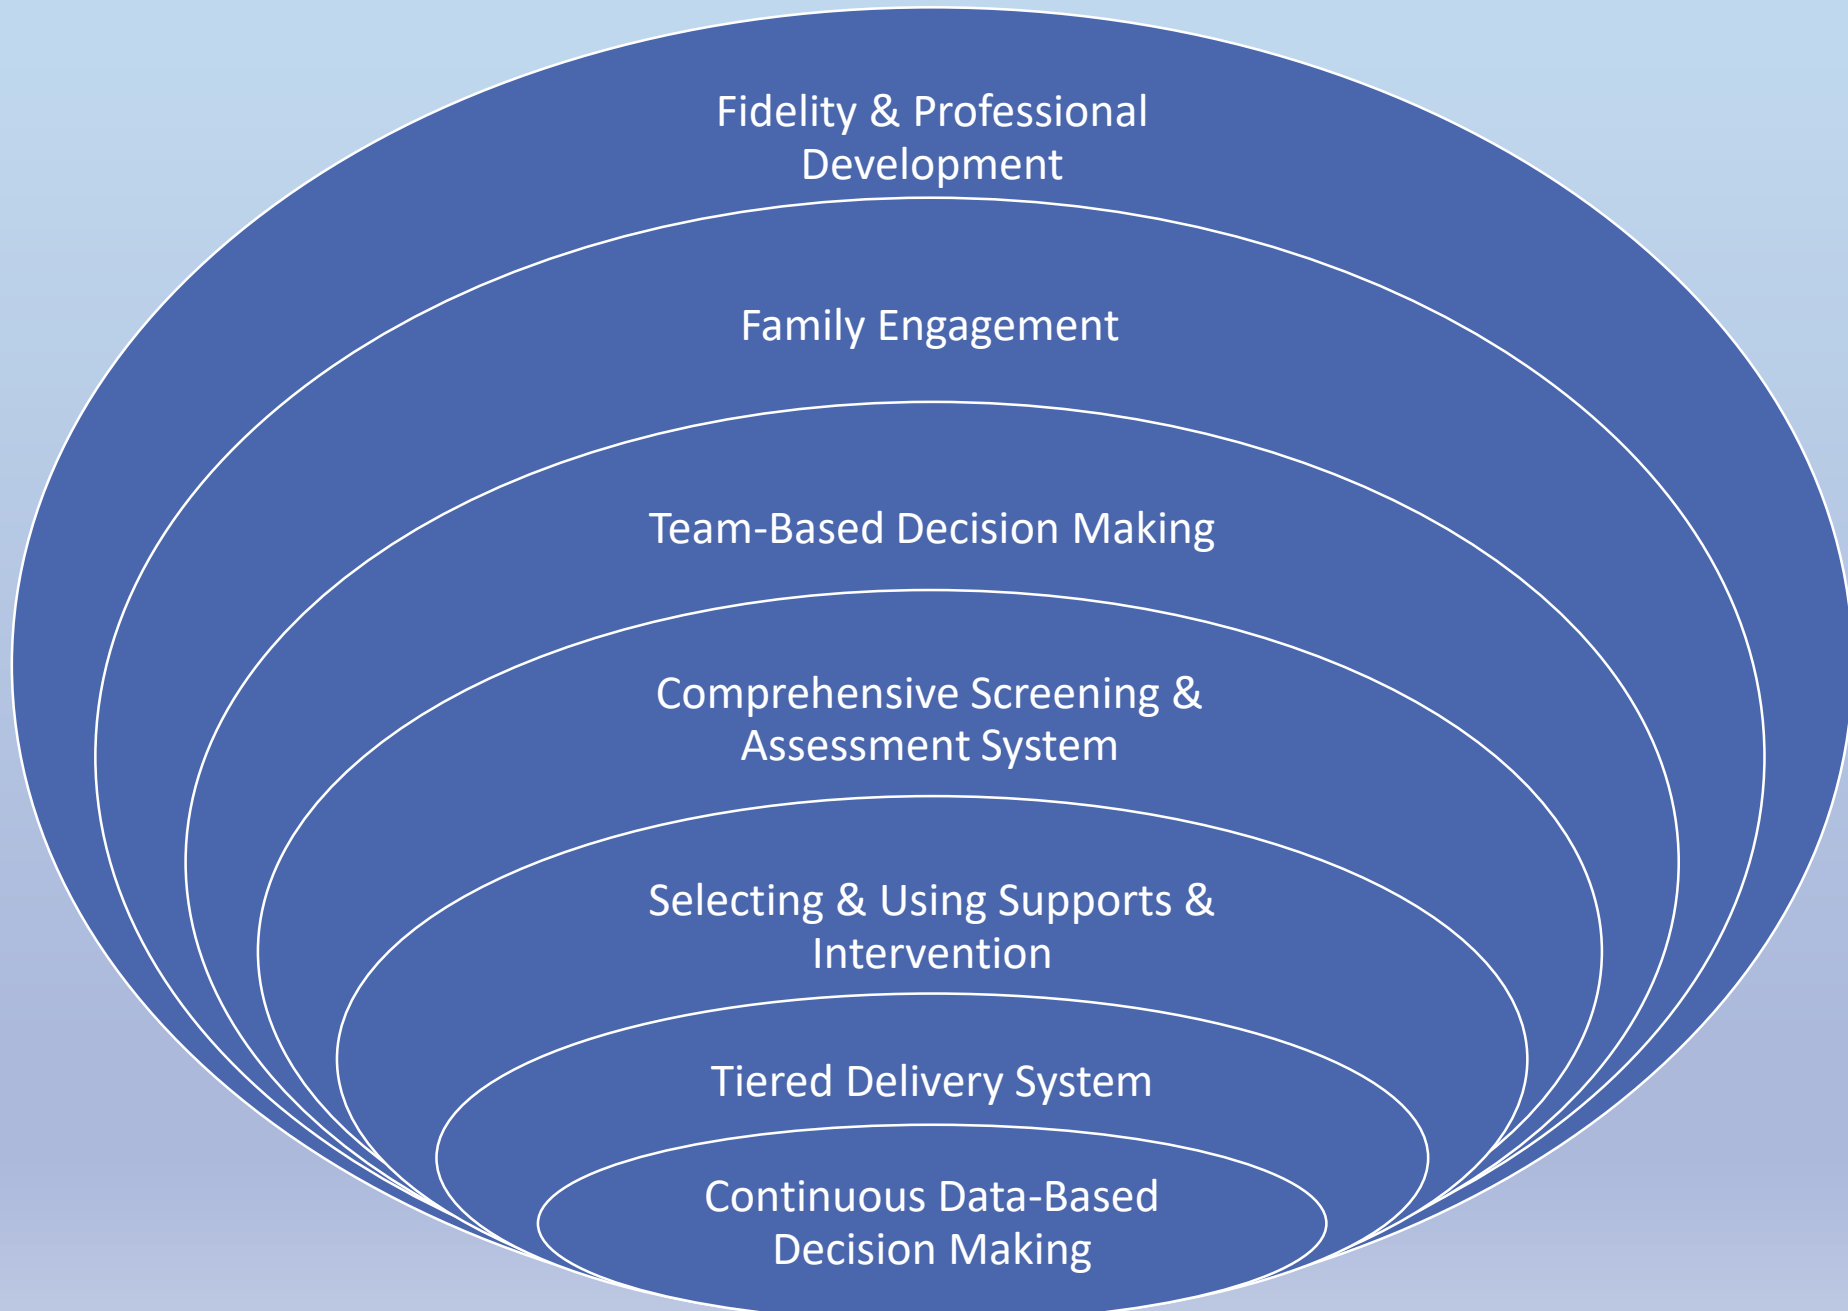 Fidelity & Professional
Development
Family Engagement
Team-Based Decision Making
Comprehensive Screening &
Assessment System
Selecting & Using Supports &
Intervention
Tiered Delivery System
Continuous Data-Based
Decision Making